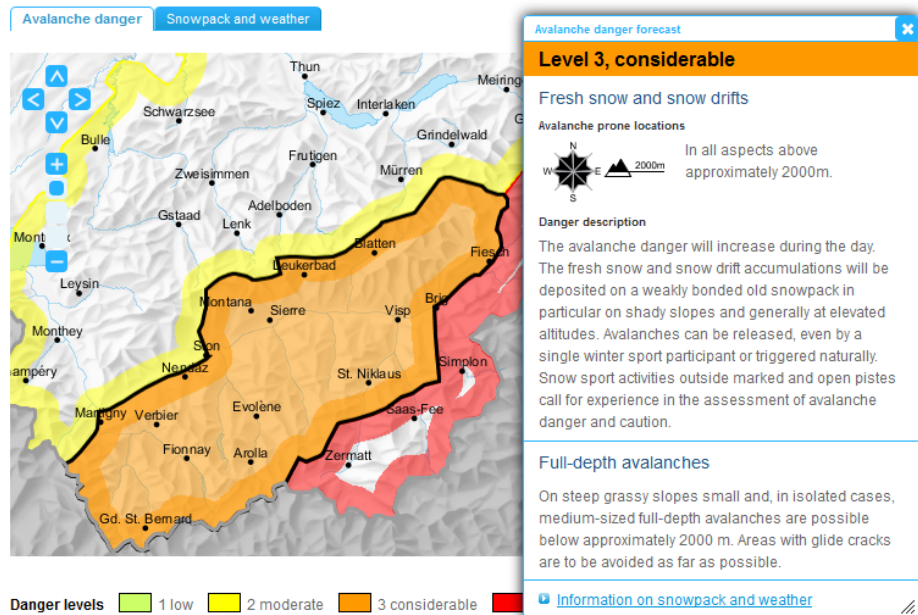 Avalanche danger
Snowpack and weather
Thun
Meiring
Spiez
Interlaken
Schwarzsee
Bulle
Grindelwald
Frutigen
Mürren
Zweisimmen
Adelboden
Gstaad
Lenk
Blatten
Fiesch
Leukerbad
Leysin
Montana
Sierre
Brig
Visp
Monthey
Sion
Nendaz
Simplon
St. Niklaus
Martigny
Verbier
Evolène
Saas-Fee
Fionnay
Arolla
Zermatt
Gd. St. Bernard
Danger levels
1 low
2 moderate
3 considerable
Avalanche danger forecast
Level 3, considerable
Fresh snow and snow drifts
Avalanche prone locations
N
W
E
S
2000m
In all aspects above
approximately 2000m.
Danger description
The avalanche danger will increase during the day.
The fresh snow and snow drift accumulations will be
deposited on a weakly bonded old snowpack in
particular on shady slopes and generally at elevated
altitudes. Avalanches can be released, even by a
single winter sport participant or triggered naturally.
Snow sport activities outside marked and open pistes
call for experience in the assessment of avalanche
danger and caution.
Full-depth avalanches
On steep grassy slopes small and, in isolated cases,
medium-sized full-depth avalanches are possible
below approximately 2000 m. Areas with glide cracks
are to be avoided as far as possible.
Information on snowpack and weather